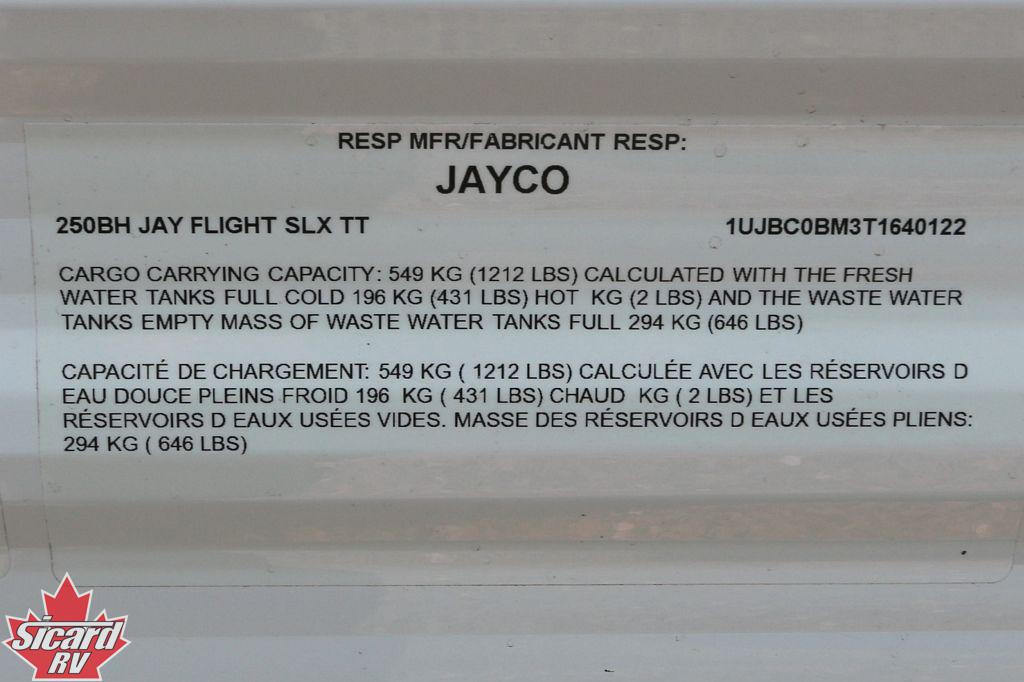 RESP MFR/FABRICANT RESP:
JAYCO
250BH JAY FLIGHT SLX TT 1UJBC0BM3T1640122
CARGO CARRYING CAPACITY: 549 KG (1212 LBS) CALCULATED WITH THE FRESH
WATER TANKS FULL COLD 196 KG (431 LBS) HOT  KG (2 LBS) AND THE WASTE WATER
TANKS EMPTY MASS OF WASTE WATER TANKS FULL 294 KG (646 LBS)
CAPACITÉ DE CHARGEMENT: 549 KG ( 1212 LBS) CALCULÉE AVEC LES RÉSERVOIRS D
EAU DOUCE PLEINS FROID 196  KG ( 431 LBS) CHAUD  KG ( 2 LBS) ET LES
RÉSERVOIRS D EAUX USÉES VIDES. MASSE DES RÉSERVOIRS D EAUX USÉES PLIENS:
294 KG ( 646 LBS)
Sicard
RV